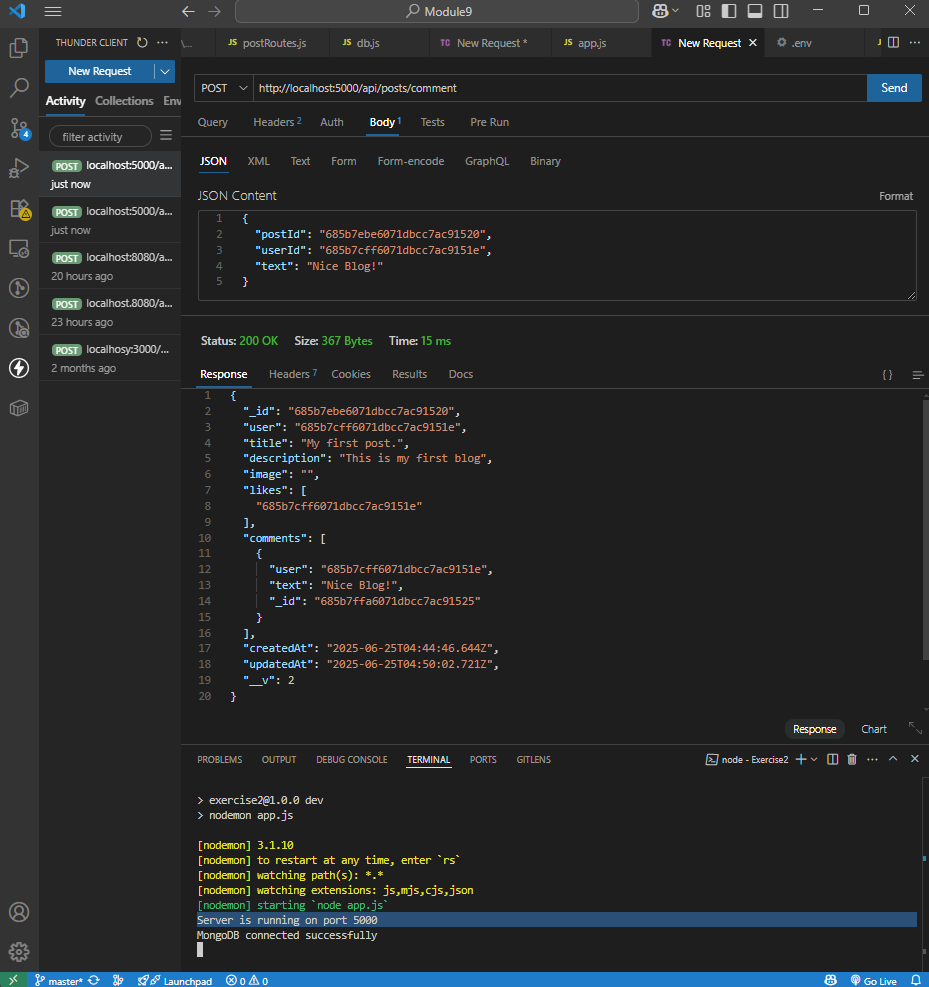 Module9
THUNDER CLIENT
New Request
Activity Collections Env
filter activity
POST localhost:5000/a...
just now
POST localhost:5000/a...
just now
POST localhost:8080/a...
20 hours ago
POST localhost.8080/a...
23 hours ago
POST localhosy:3000/...
2 months ago
4
\... JS postRoutes.js JS db.js TC New Request * JS app.js TC New Request .env J
POST http://localhost:5000/api/posts/comment Send
Query Headers 2 Auth Body 1 Tests Pre Run
JSON XML Text Form Form-encode GraphQL Binary
JSON Content Format
1 {
2 "postId": "685b7ebe6071dbcc7ac91520",
3 "userId": "685b7cff6071dbcc7ac9151e",
4 "text": "Nice Blog!"
5 }
Status: 200 OK Size: 367 Bytes Time: 15 ms
Response Headers 7 Cookies Results Docs { }
1 {
2 "_id": "685b7ebe6071dbcc7ac91520",
3 "user": "685b7cff6071dbcc7ac9151e",
4 "title": "My first post.",
5 "description": "This is my first blog",
6 "image": "",
7 "likes": [
8 "685b7cff6071dbcc7ac9151e"
9 ],
10 "comments": [
11 {
12 "user": "685b7cff6071dbcc7ac9151e",
13 "text": "Nice Blog!",
14 "_id": "685b7ffa6071dbcc7ac91525"
15 }
16 ],
17 "createdAt": "2025-06-25T04:44:46.644Z",
18 "updatedAt": "2025-06-25T04:50:02.721Z",
19 "__v": 2
20 }
Response Chart
PROBLEMS OUTPUT DEBUG CONSOLE TERMINAL PORTS GITLENS node - Exercise2
> exercise2@1.0.0 dev
> nodemon app.js
[nodemon] 3.1.10
[nodemon] to restart at any time, enter `rs`
[nodemon] watching path(s): *.*
[nodemon] watching extensions: js,mjs,cjs,json
[nodemon] starting `node app.js`
Server is running on port 5000
MongoDB connected successfully
master* Launchpad 0 0 Go Live